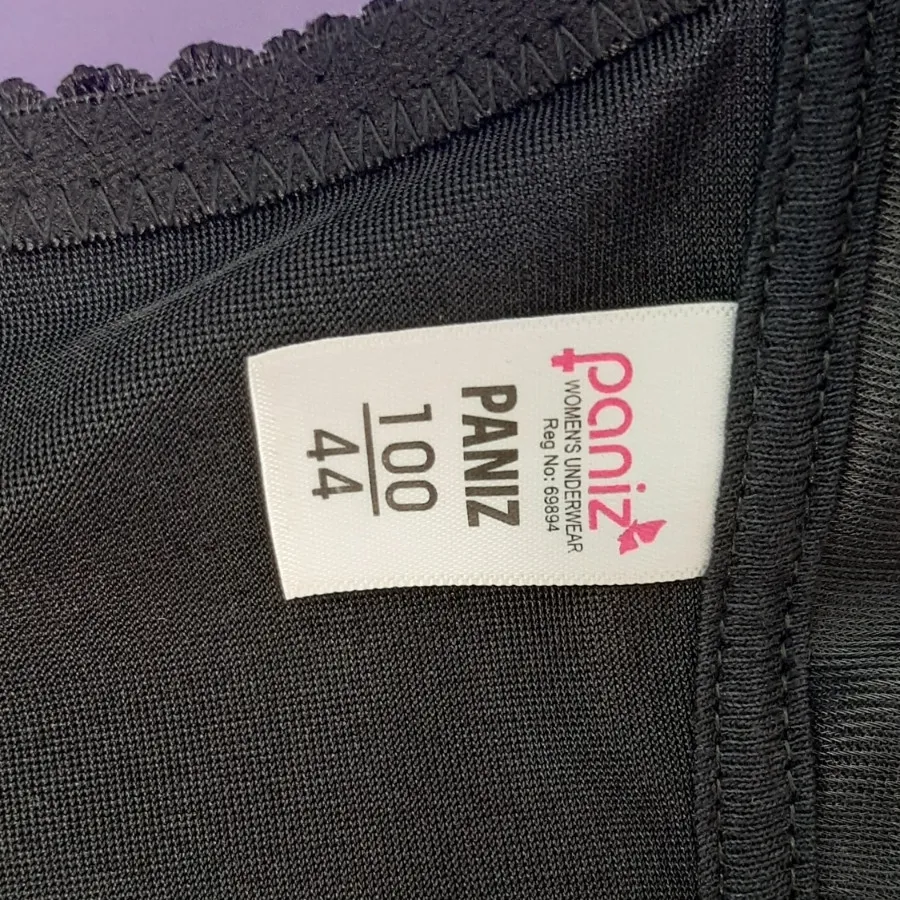 paniz
WOMEN'S UNDERWEAR
Reg No: 69894
PANIZ
100
44